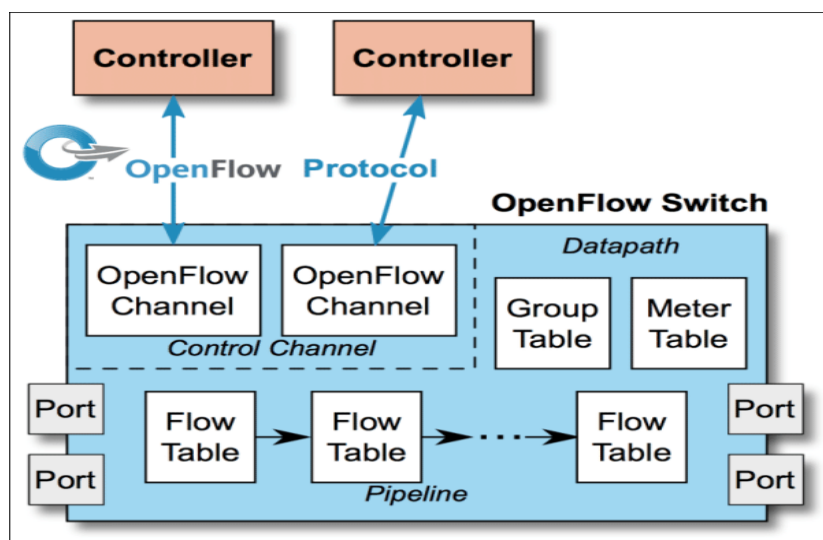 Controller
Controller
OpenFlow Protocol
OpenFlow Switch
OpenFlow
Channel
OpenFlow
Channel
Control Channel
Datapath
Group
Table
Meter
Table
Port
Port
Flow
Table
Flow
Table
...
Flow
Table
Pipeline
Port
Port